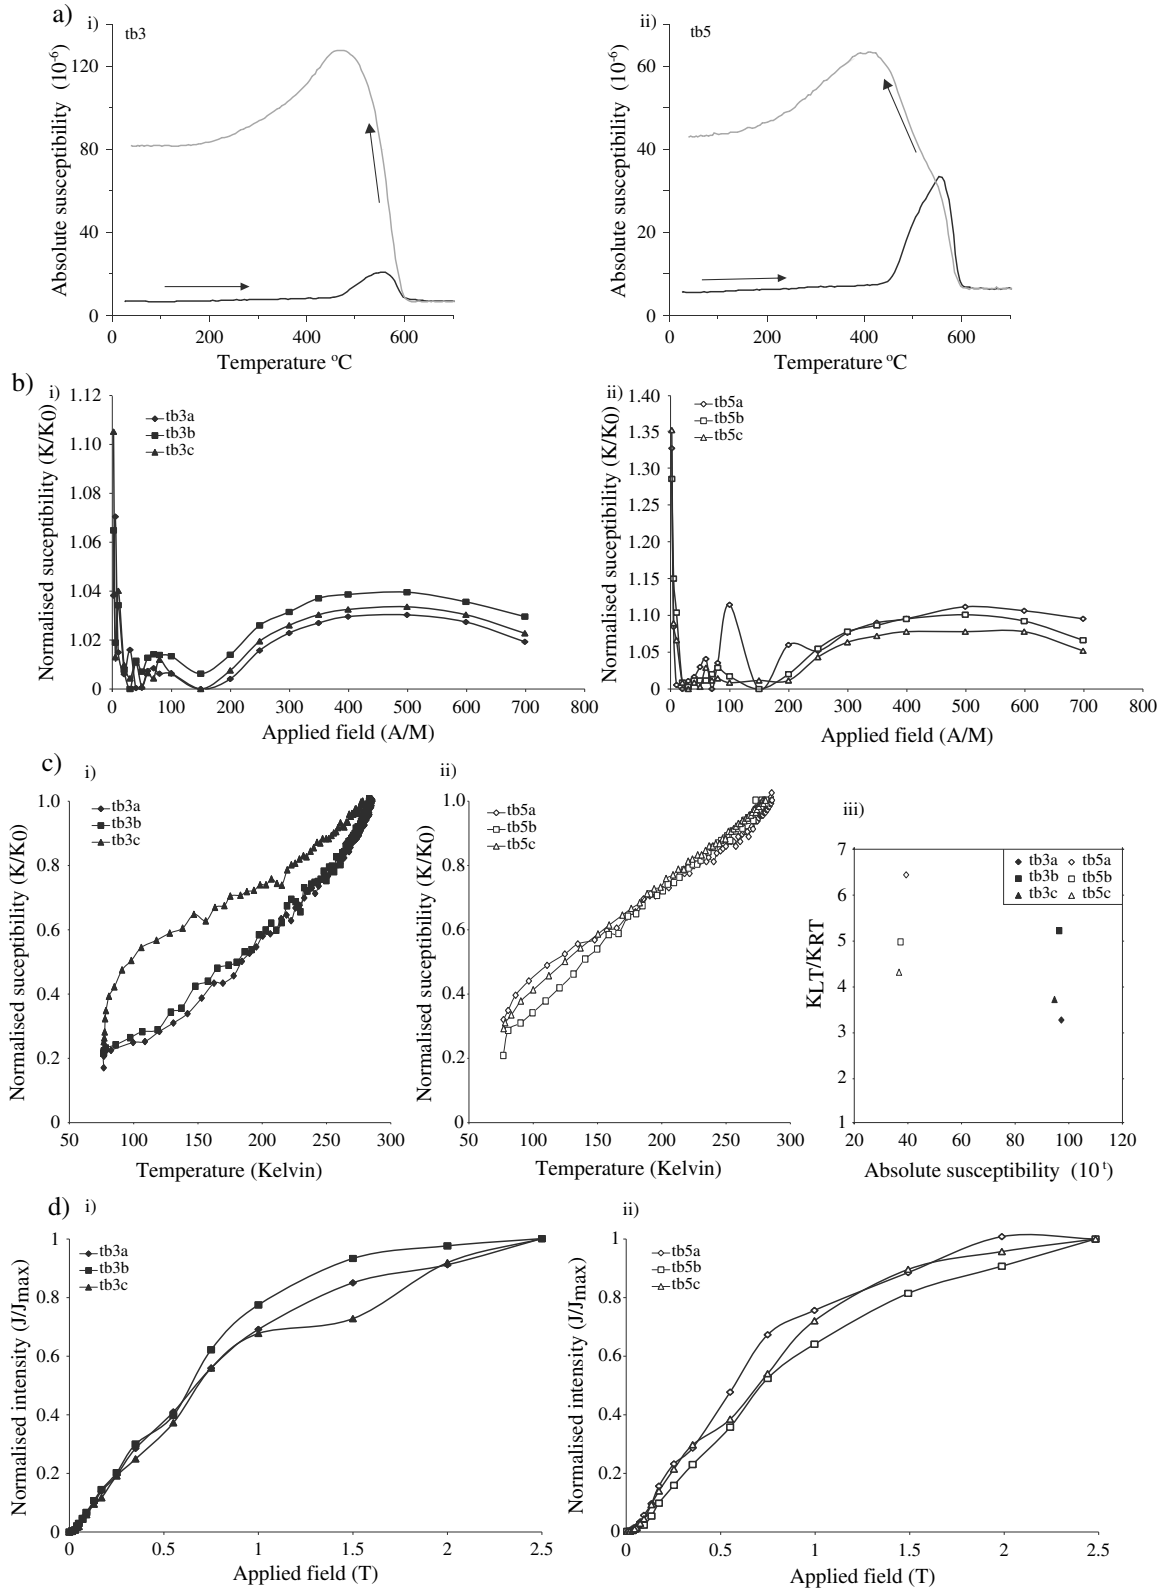 a) i) ii)
tb3 tb5
Absolute susceptibility (10-6)
120
80
40
0
0 200 400 600
Temperature ºC
Absolute susceptibility (10-6)
60
40
20
0
0 200 400 600
Temperature ºC
b) i) ii)
Normalised suceptibility (K/K0)
1.12
1.10
1.08
1.06
1.04
1.02
0
tb3a
tb3b
tb3c
0 100 200 300 400 500 600 700 800
Applied field (A/M)
Normalised suceptibility (K/K0)
1.40
1.35
1.30
1.25
1.20
1.15
1.10
1.05
0
tb5a
tb5b
tb5c
0 100 200 300 400 500 600 700 800
Applied field (A/M)
c) i) ii) iii)
Normalised suceptibility (K/K0)
1.0
0.8
0.6
0.4
0.2
0
tb3a
tb3b
tb3c
50 100 150 200 250 300
Temperature (Kelvin)
Normalised suceptibility (K/K0)
1.0
0.8
0.6
0.4
0.2
0
tb5a
tb5b
tb5c
50 100 150 200 250 300
Temperature (Kelvin)
KLT/KRT
7
6
5
4
3
2
1
tb3a tb5a
tb3b tb5b
tb3c tb5c
20 40 60 80 100 120
Absolute susceptibility (10t)
d) i) ii)
Normalised intensity (J/Jmax)
1
0.8
0.6
0.4
0.2
0
tb3a
tb3b
tb3c
0 0.5 1 1.5 2 2.5
Applied field (T)
Normalised intensity (J/Jmax)
1
0.8
0.6
0.4
0.2
0
tb5a
tb5b
tb5c
0 0.5 1 1.5 2 2.5
Applied field (T)